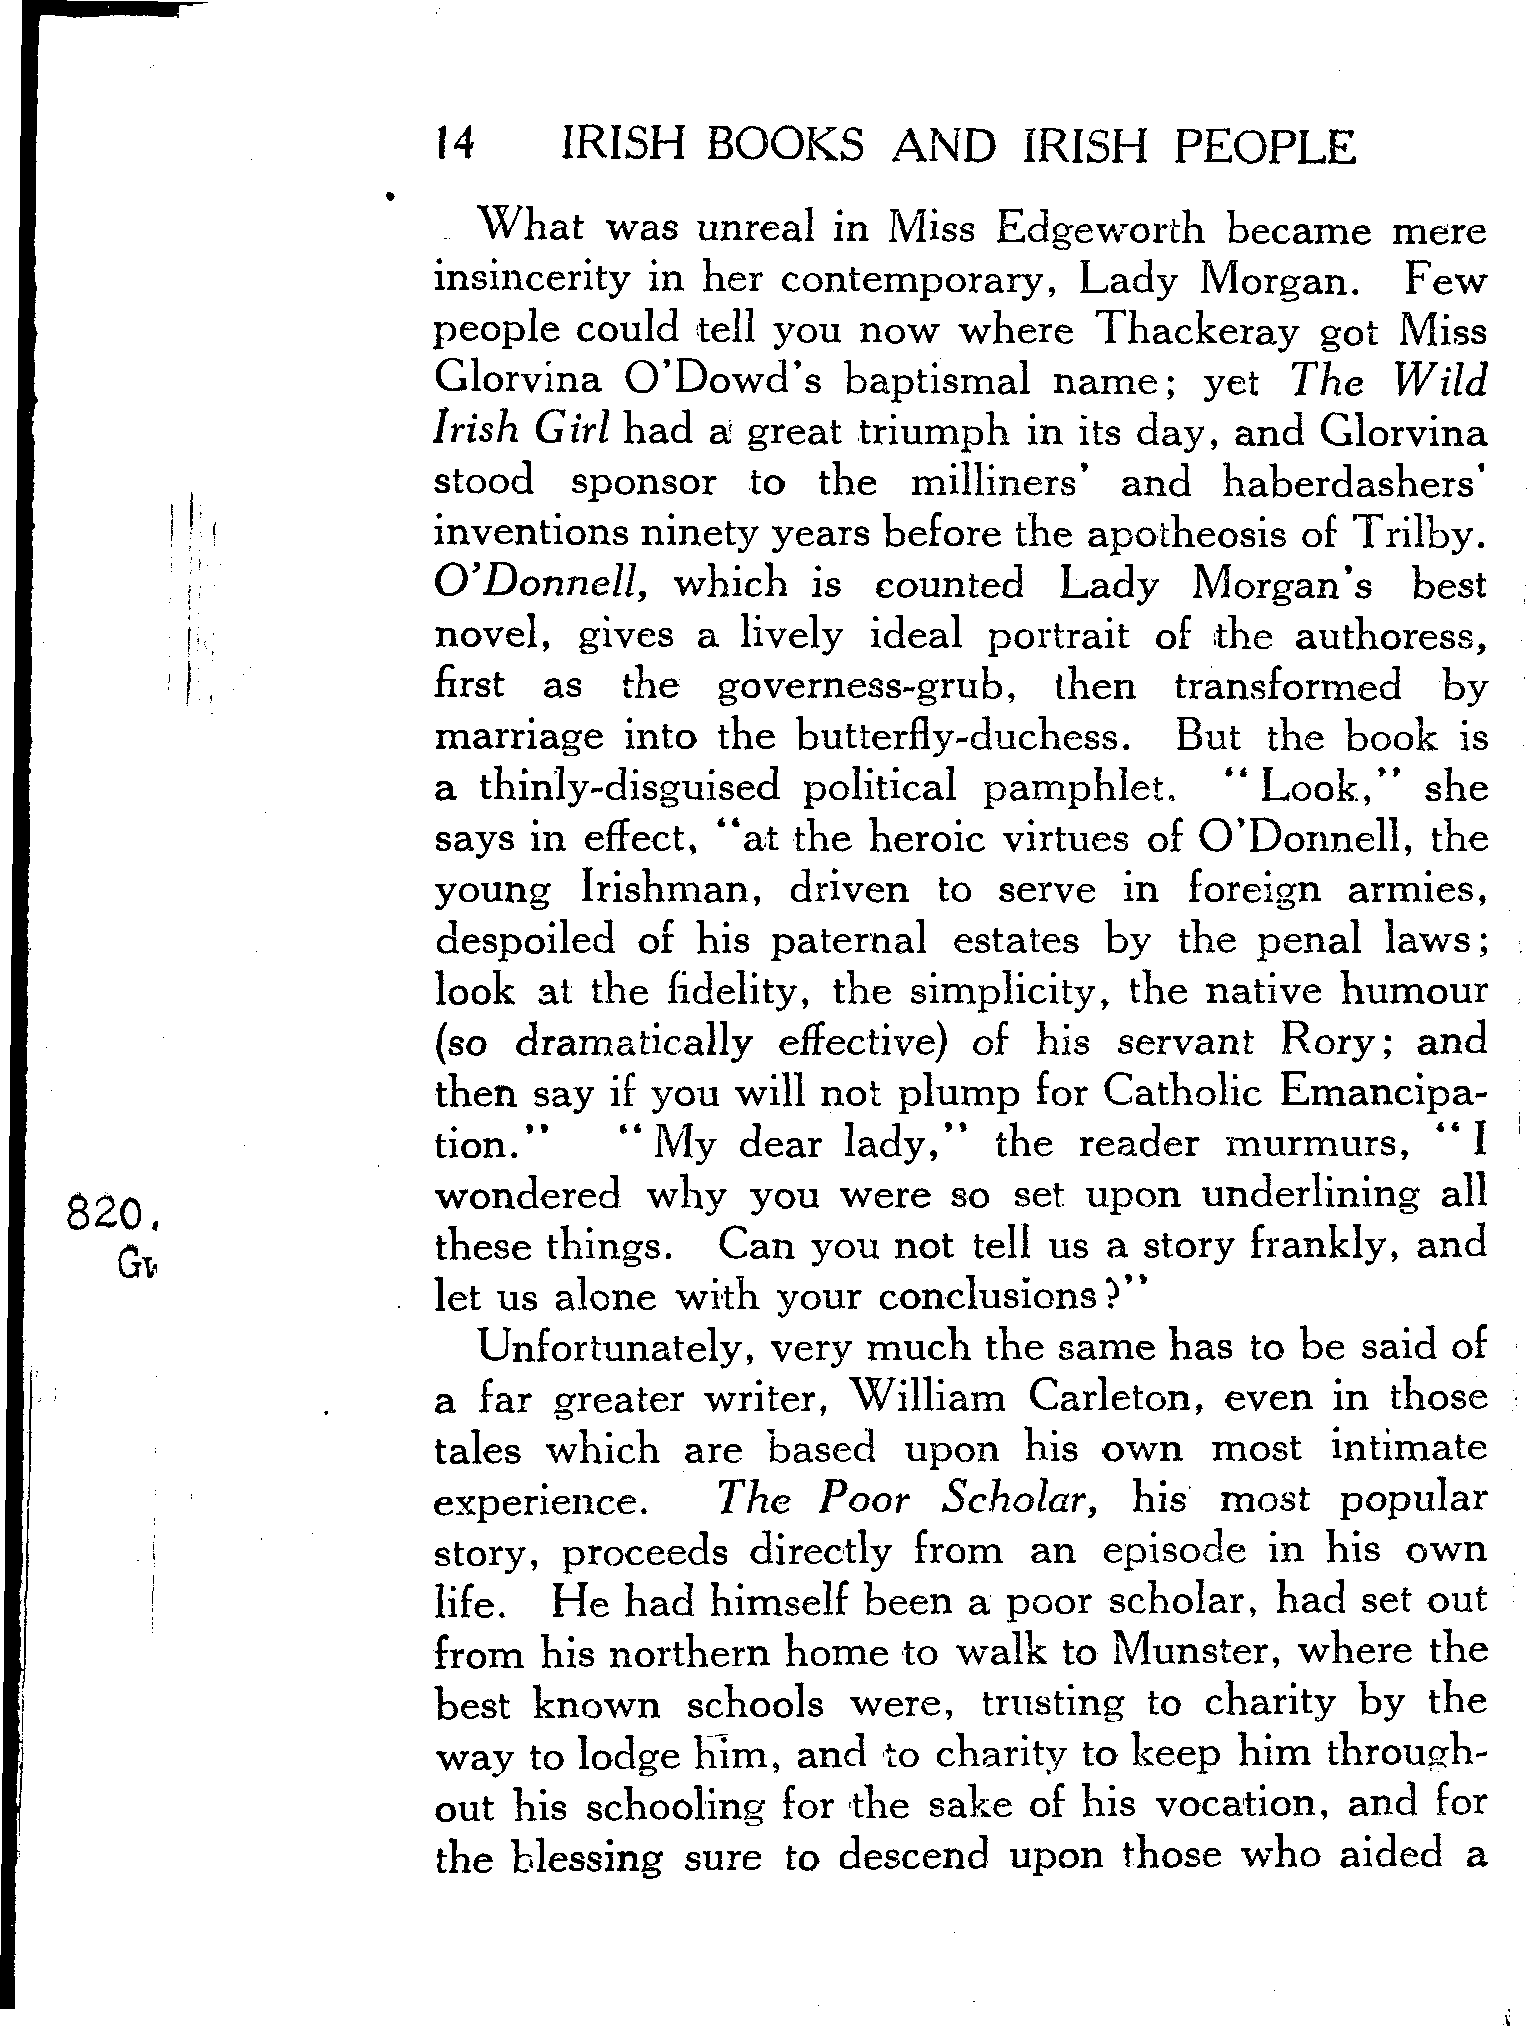 14 IRISH BOOKS AND IRISH PEOPLE
What was unreal in Miss Edgeworth became mere
insincerity in her contemporary, Lady Morgan. Few
people could tell you now where Thackeray got Miss
Glorvina O'Dowd's baptismal name; yet The Wild
Irish Girl had a great triumph in its day, and Glorvina
stood sponsor to the milliners' and haberdashers'
inventions ninety years before the apotheosis of Trilby.
O'Donnell, which is counted Lady Morgan's best
novel, gives a lively ideal portrait of the authoress,
first as the governess-grub, then transformed by
marriage into the butterfly-duchess. But the book is
a thinly-disguised political pamphlet. "Look," she
says in effect, "at the heroic virtues of O'Donnell, the
young Irishman, driven to serve in foreign armies,
despoiled of his paternal estates by the penal laws;
look at the fidelity, the simplicity, the native humour
(so dramatically effective) of his servant Rory; and
then say if you will not plump for Catholic Emancipa-
tion." "My dear lady," the reader murmurs, "I
wondered why you were so set upon underlining all
these things. Can you not tell us a story frankly, and
let us alone with your conclusions?"
Unfortunately, very much the same has to be said of
a far greater writer, William Carleton, even in those
tales which are based upon his own most intimate
experience. The Poor Scholar, his most popular
story, proceeds directly from an episode in his own
life. He had himself been a poor scholar, had set out
from his northern home to walk to Munster, where the
best known schools were, trusting to charity by the
way to lodge him, and to charity to keep him through-
out his schooling for the sake of his vocation, and for
the blessing sure to descend upon those who aided a
820.